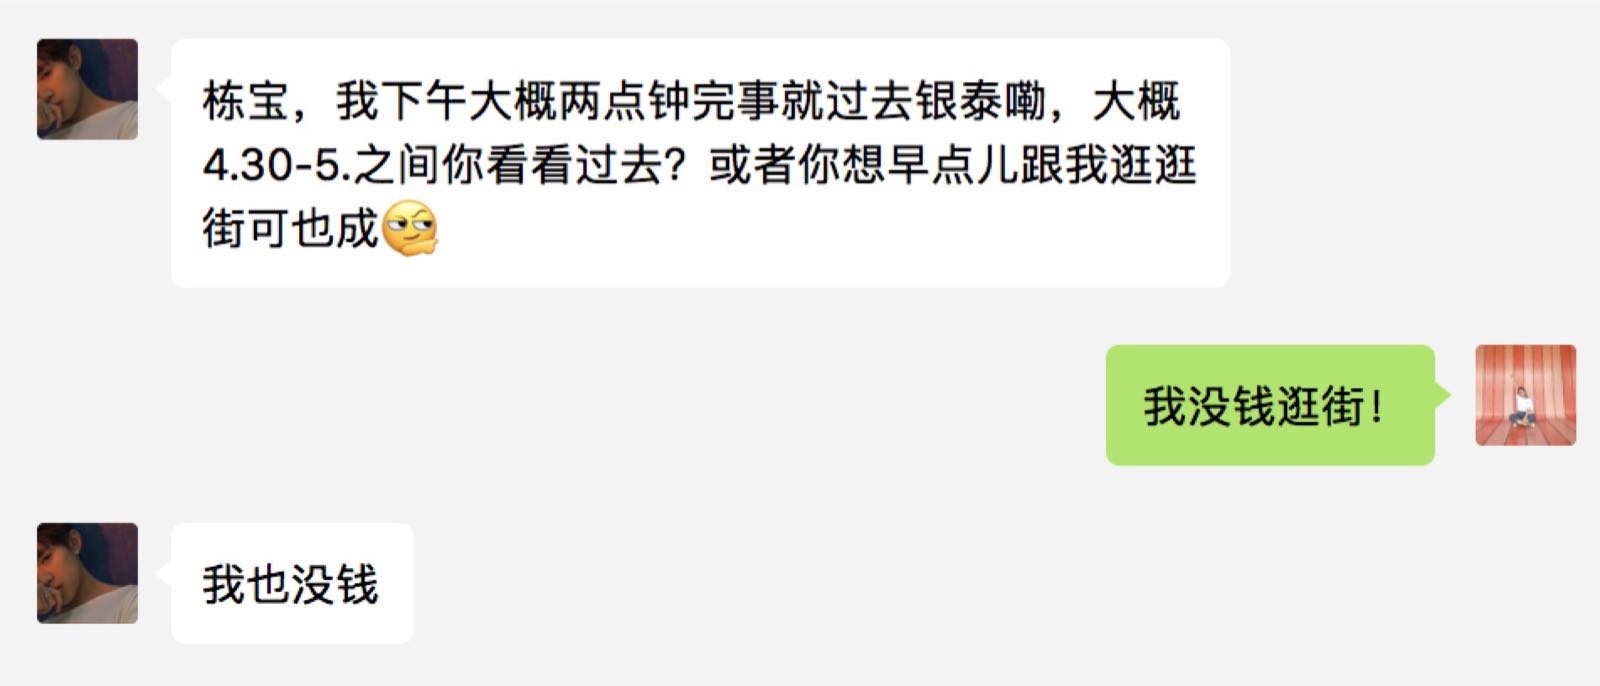 栋宝，我下午大概两点钟完事就过去银泰嘞，大概
4.30-5.之间你看看过去？或者你想早点儿跟我逛逛
街可也成
我没钱逛街！
我也没钱